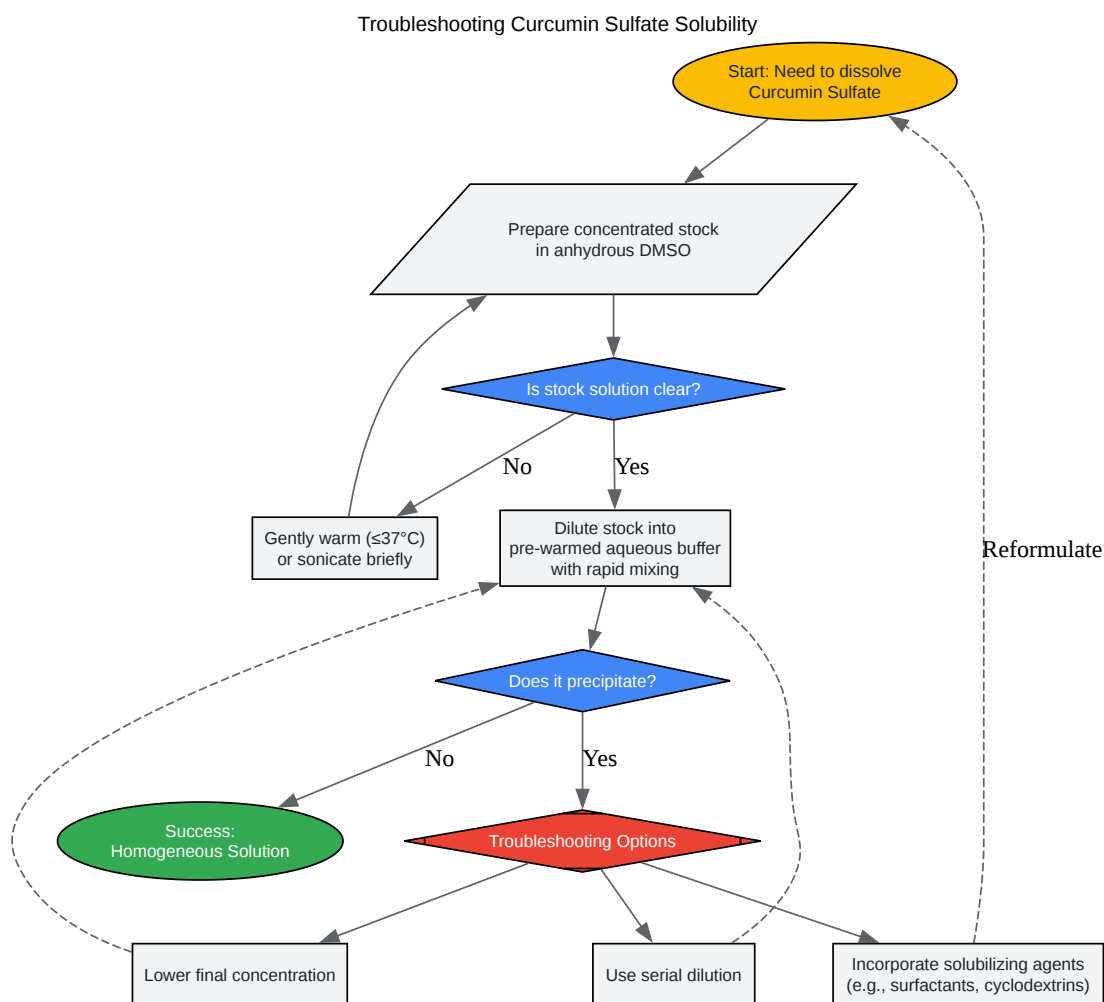 Troubleshooting Curcumin Sulfate Solubility
Start: Need to dissolve
Curcumin Sulfate
Prepare concentrated stock
in anhydrous DMSO
Is stock solution clear?
No
Yes
Gently warm (≤37°C)
or sonicate briefly
Dilute stock into
pre-warmed aqueous buffer
with rapid mixing
Reformulate
Does it precipitate?
No
Yes
Success:
Homogeneous Solution
Troubleshooting Options
Lower final concentration
Use serial dilution
Incorporate solubilizing agents
(e.g., surfactants, cyclodextrins)